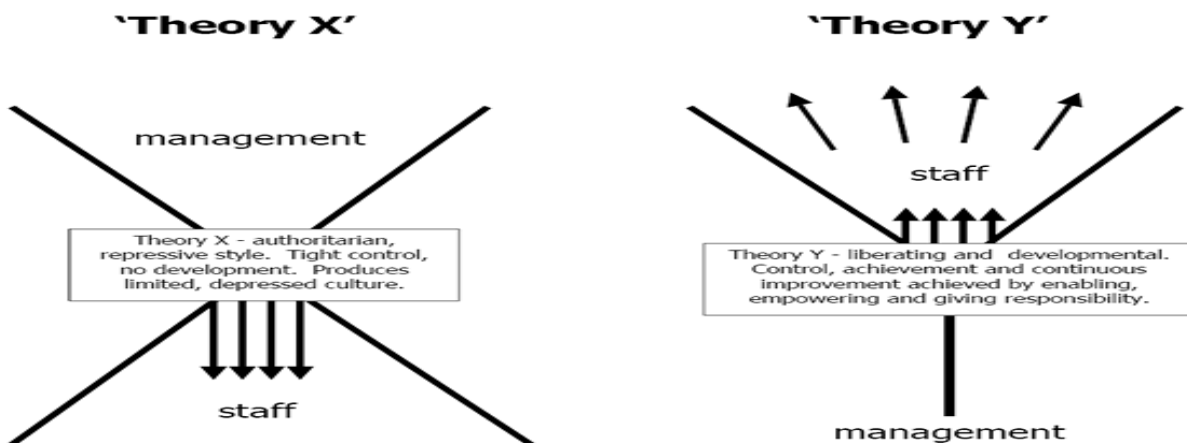 ‘Theory X’
management
Theory X - authoritarian,
repressive style.  Tight control,
no development.  Produces
limited, depressed culture.
staff
‘Theory Y’
staff
Theory Y - liberating and  developmental.
Control, achievement and continuous
improvement achieved by enabling,
empowering and giving responsibility.
management